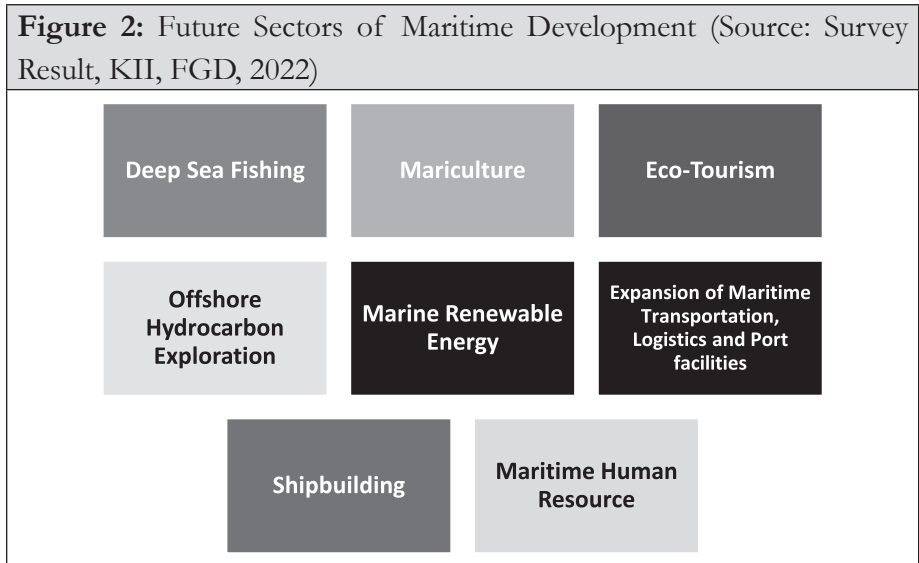 Figure 2: Future Sectors of Maritime Development (Source: Survey
Result, KII, FGD, 2022)
Deep Sea Fishing
Mariculture
Eco-Tourism
Offshore
Hydrocarbon
Exploration
Marine Renewable
Energy
Expansion of Maritime
Transportation,
Logistics and Port
facilities
Shipbuilding
Maritime Human
Resource